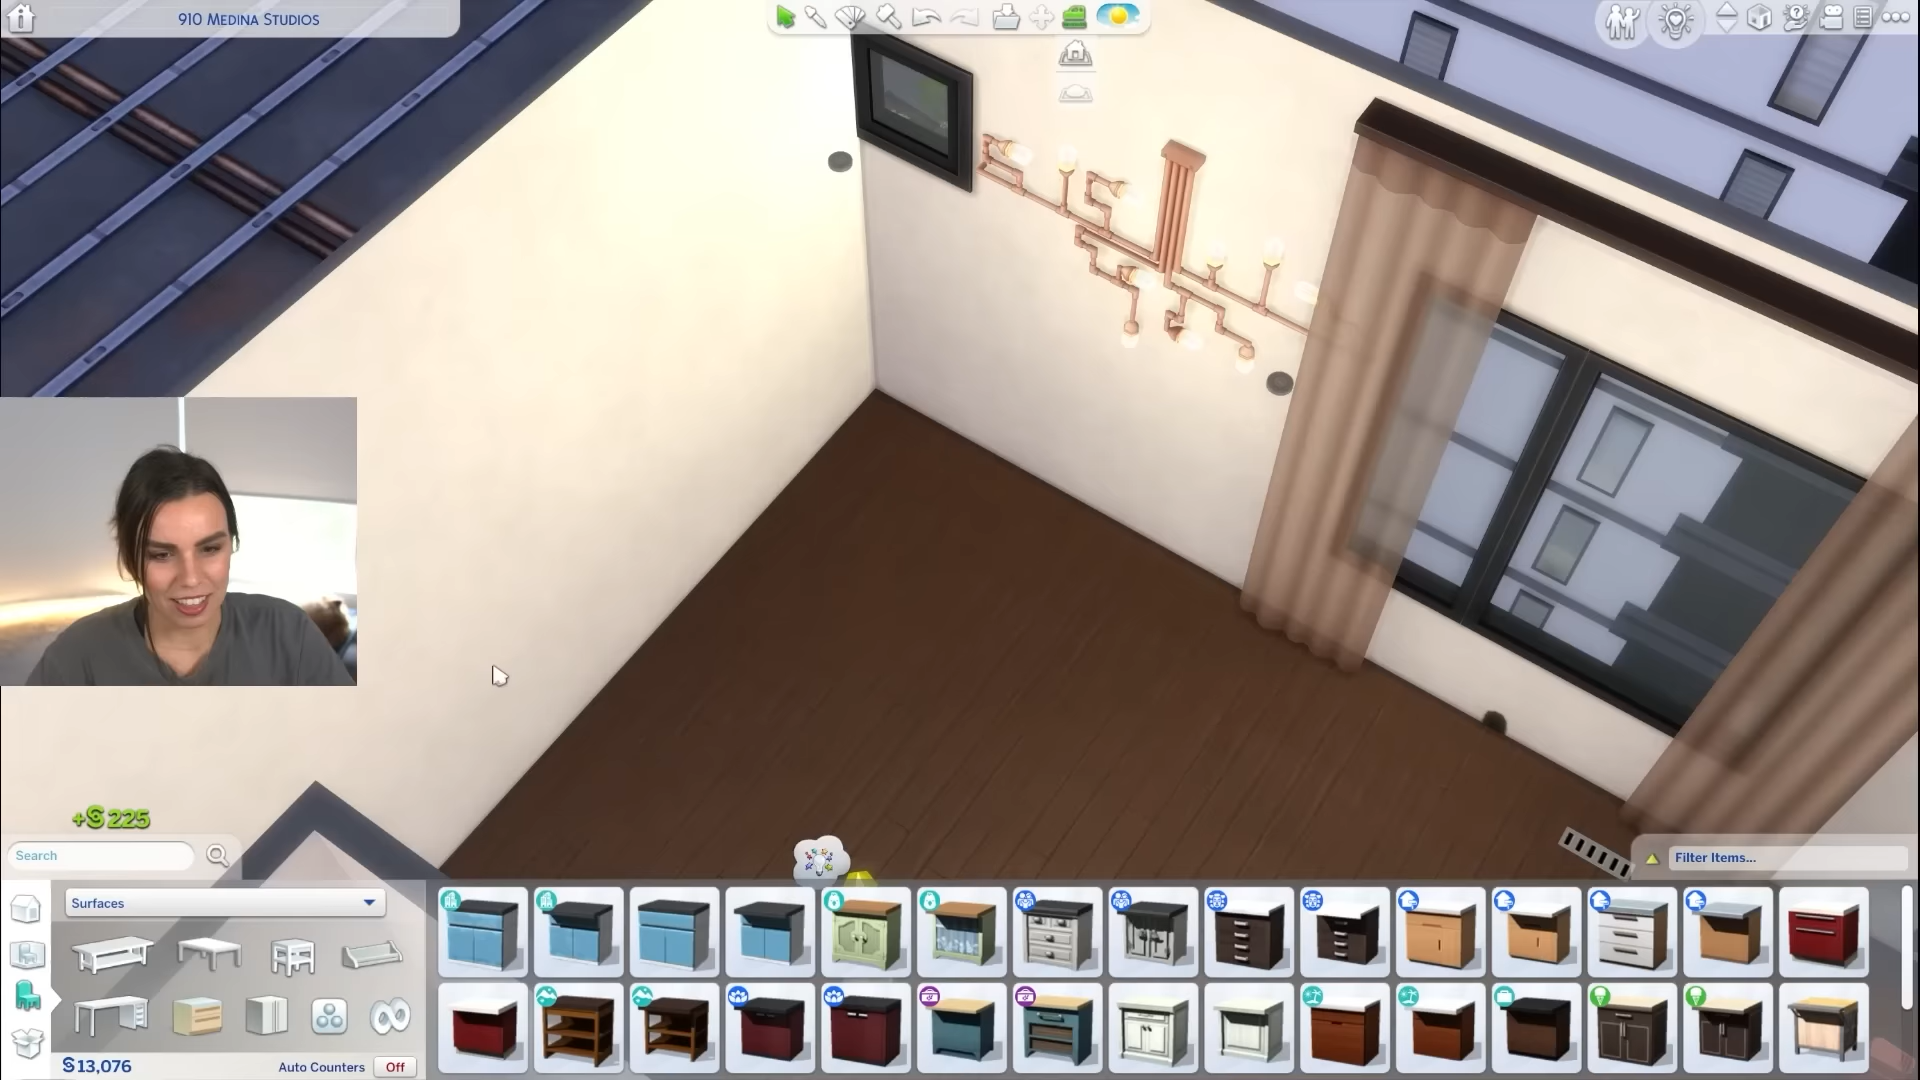 910 MEDINA STUDIOS
+§225
Search
Filter Items...
Surfaces
§13,076
Auto Counters
Off